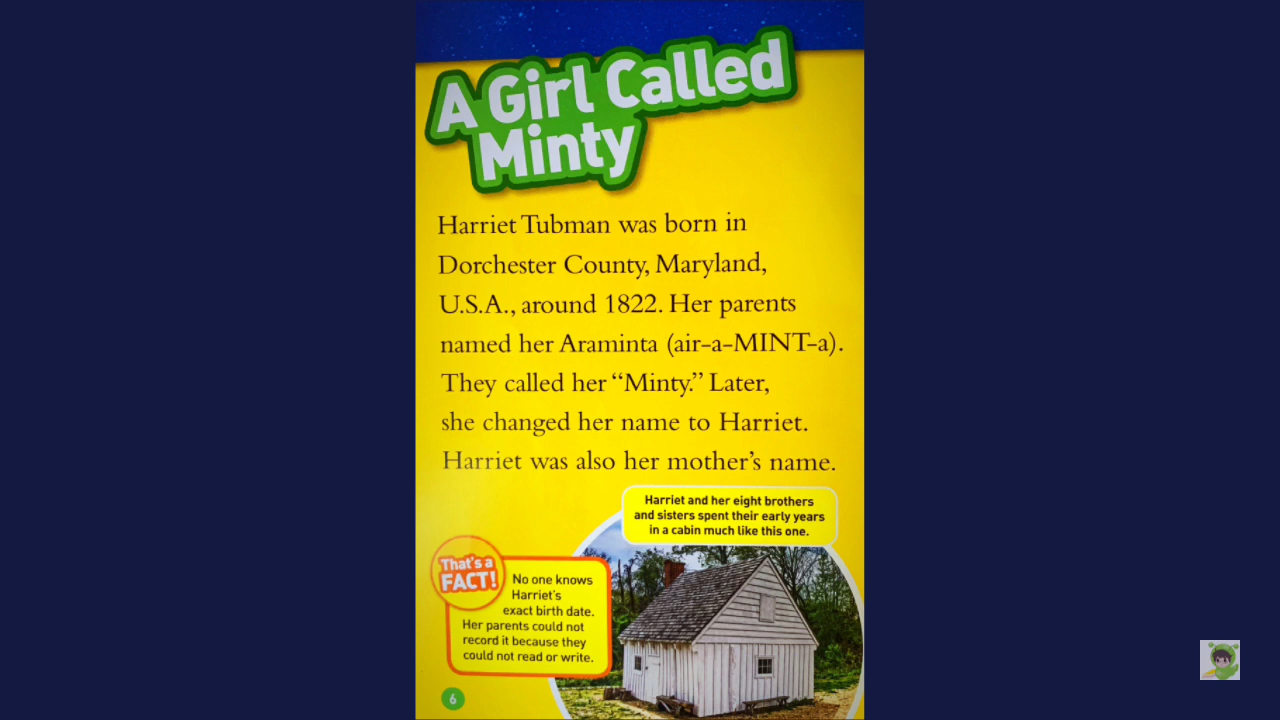 A Girl Called
Minty
Harriet Tubman was born in
Dorchester County, Maryland,
U.S.A., around 1822. Her parents
named her Araminta (air-a-MINT-a).
They called her “Minty.” Later,
she changed her name to Harriet.
Harriet was also her mother’s name.
Harriet and her eight brothers
and sisters spent their early years
in a cabin much like this one.
That’s a
FACT!
No one knows
Harriet’s
exact birth date.
Her parents could not
record it because they
could not read or write.
6